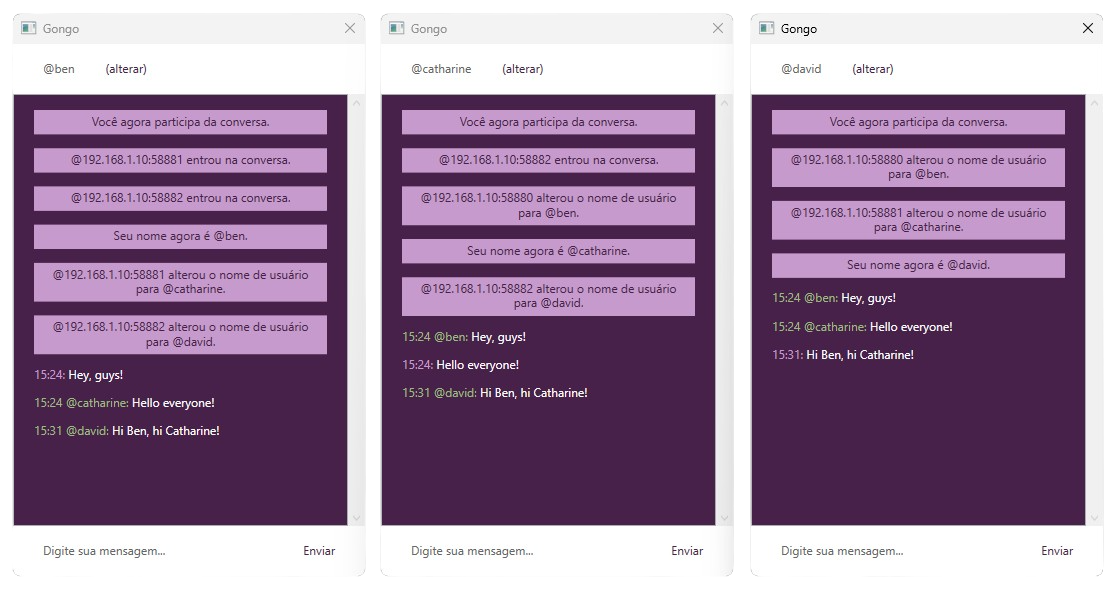 Gongo
@ben (alterar)
Você agora participa da conversa.
@192.168.1.10:58881 entrou na conversa.
@192.168.1.10:58882 entrou na conversa.
Seu nome agora é @ben.
@192.168.1.10:58881 alterou o nome de usuário
para @catharine.
@192.168.1.10:58882 alterou o nome de usuário
para @david.
15:24: Hey, guys!
15:24 @catharine: Hello everyone!
15:31 @david: Hi Ben, hi Catharine!
Digite sua mensagem... Enviar
Gongo
@catharine (alterar)
Você agora participa da conversa.
@192.168.1.10:58882 entrou na conversa.
@192.168.1.10:58880 alterou o nome de usuário
para @ben.
Seu nome agora é @catharine.
@192.168.1.10:58882 alterou o nome de usuário
para @david.
15:24 @ben: Hey, guys!
15:24: Hello everyone!
15:31 @david: Hi Ben, hi Catharine!
Digite sua mensagem... Enviar
Gongo
@david (alterar)
Você agora participa da conversa.
@192.168.1.10:58880 alterou o nome de usuário
para @ben.
@192.168.1.10:58881 alterou o nome de usuário
para @catharine.
Seu nome agora é @david.
15:24 @ben: Hey, guys!
15:24 @catharine: Hello everyone!
15:31: Hi Ben, hi Catharine!
Digite sua mensagem... Enviar